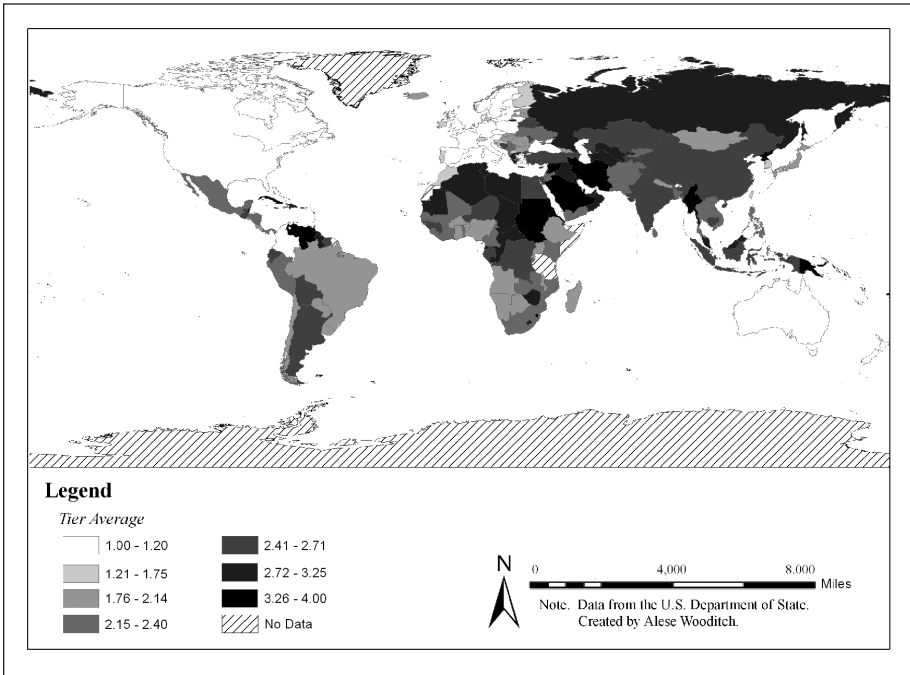 Legend
Tier Average
1.00 - 1.20
1.21 - 1.75
1.76 - 2.14
2.15 - 2.40
2.41 - 2.71
2.72 - 3.25
3.26 - 4.00
No Data
N
0 4,000 8,000
Miles
Note. Data from the U.S. Department of State.
Created by Alese Wooditch.